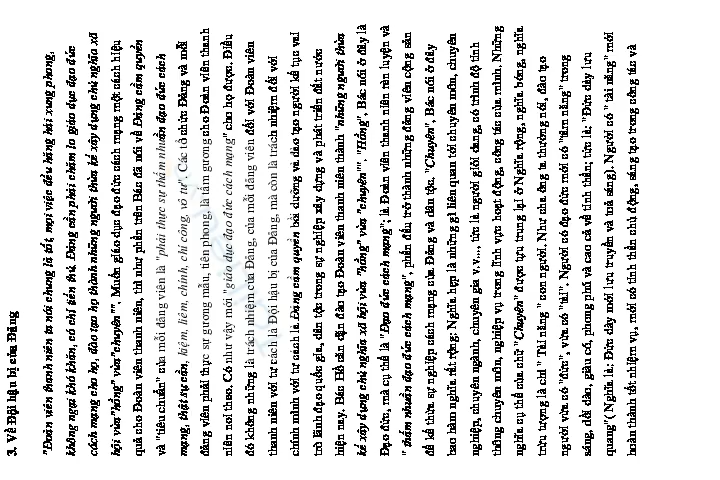 3. Về Đội hậu bị của Đảng
"Đoàn viên thanh niên ta nói chung là tốt, mọi việc đều hăng hái xung phong,
không ngại khó khăn, có chí tiến thủ. Đảng cần phải chăm lo giáo dục đạo đức
cách mạng cho họ, đào tạo họ thành những người thừa kế xây dựng chủ nghĩa xã
hội vừa"hồng" vừa"chuyên"". Muốn giáo dục đạo đức cách mạng một cách hiệu
quả cho Đoàn viên thanh niên, thì như phần trên Bác đã nói về Đảng cầm quyền
và "tiêu chuẩn" của mỗi đảng viên là "phải thực sự thấm nhuần đạo đức cách
mạng, thật sự cần, kiệm, liêm, chính, chí công, vô tư". Các tổ chức Đảng và mỗi
đảng viên phải thực sự gương mẫu, tiên phong, là tấm gương cho Đoàn viên thanh
niên noi theo. Có như vậy mới "giáo dục đạo đức cách mạng" cho họ được. Điều
đó không những là trách nhiệm của Đảng, của mỗi đảng viên đối với Đoàn viên
thanh niên với tư cách là Đội hậu bị của Đảng, mà còn là trách nhiệm đối với
chính mình với tư cách là Đảng cầm quyền bồi dưỡng và đào tạo người kế tục vai
trò lãnh đạo quốc gia, dân tộc trong sự nghiệp xây dựng và phát triển đất nước
hiện nay. Bác Hồ căn dặn đào tạo Đoàn viên thanh niên thành "những người thừa
kế xây dựng chủ nghĩa xã hội vừa "hồng" vừa "chuyên"". "Hồng", Bác nói ở đây là
Đạo đức, mà cụ thể là "Đạo đức cách mạng"; là Đoàn viên thanh niên rèn luyện và
" thấm nhuần đạo đức cách mạng", phấn đấu trở thành những đảng viên cộng sản
để kế thừa sự nghiệp cách mạng của Đảng và dân tộc. "Chuyên", Bác nói ở đây
bao hàm nghĩa rất rộng: Nghĩa hẹp là những gì liên quan tới chuyên môn, chuyên
nghiệp, chuyên ngành, chuyên gia v.v..., tức là người giỏi dang, có trình độ tinh
thông chuyên môn, nghiệp vụ trong lĩnh vực hoạt động, công tác của mình. Những
nghĩa cụ thể của chữ "Chuyên" được tựu trung lại ở Nghĩa rộng, nghĩa bóng, nghĩa
trừu tượng là chữ " Tài năng " con người. Như cha ông ta thường nói, đào tạo
người vừa có "đức", vừa có "tài". Người có đạo đức mới có "tâm năng" trong
sáng, dồi dào, giàu có, phong phú và cao cả về tinh thần; tức là: "Đức dày lưu
quang"( Nghĩa là: Đức dày mới lưu truyền và toả sáng). Người có " tài năng" mới
hoàn thành tốt nhiệm vụ, mới có tính thần chủ động, sáng tạo trong công tác và